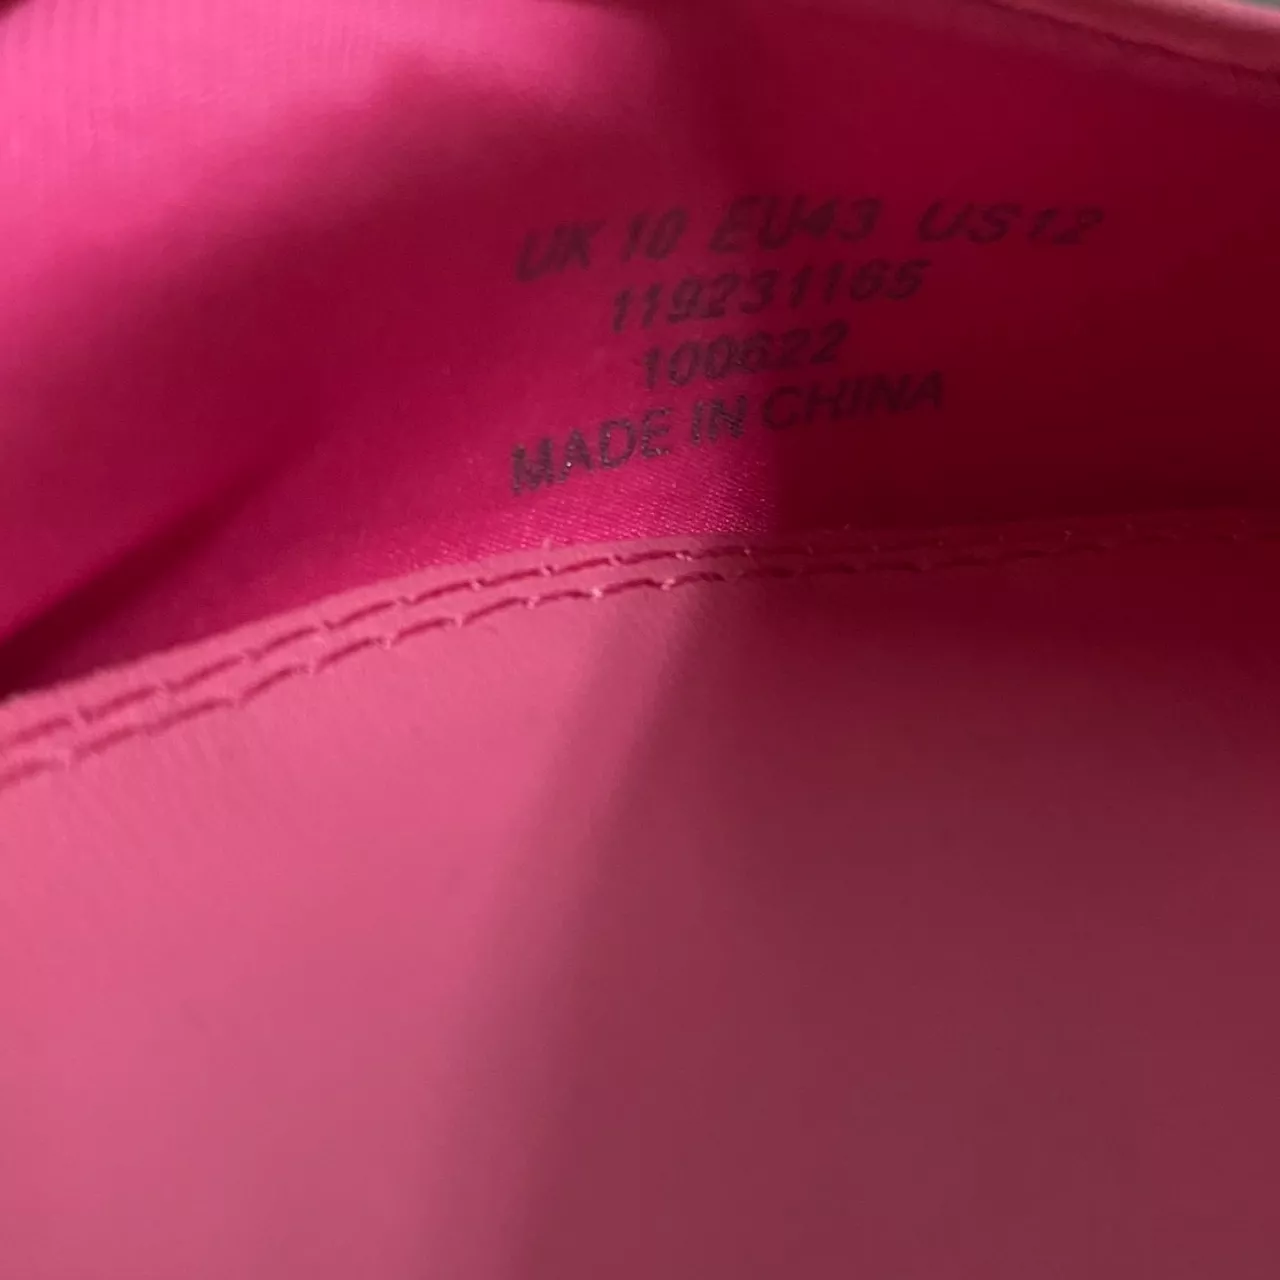 UK 10 EU43 US12
119231165
100622
MADE IN CHINA